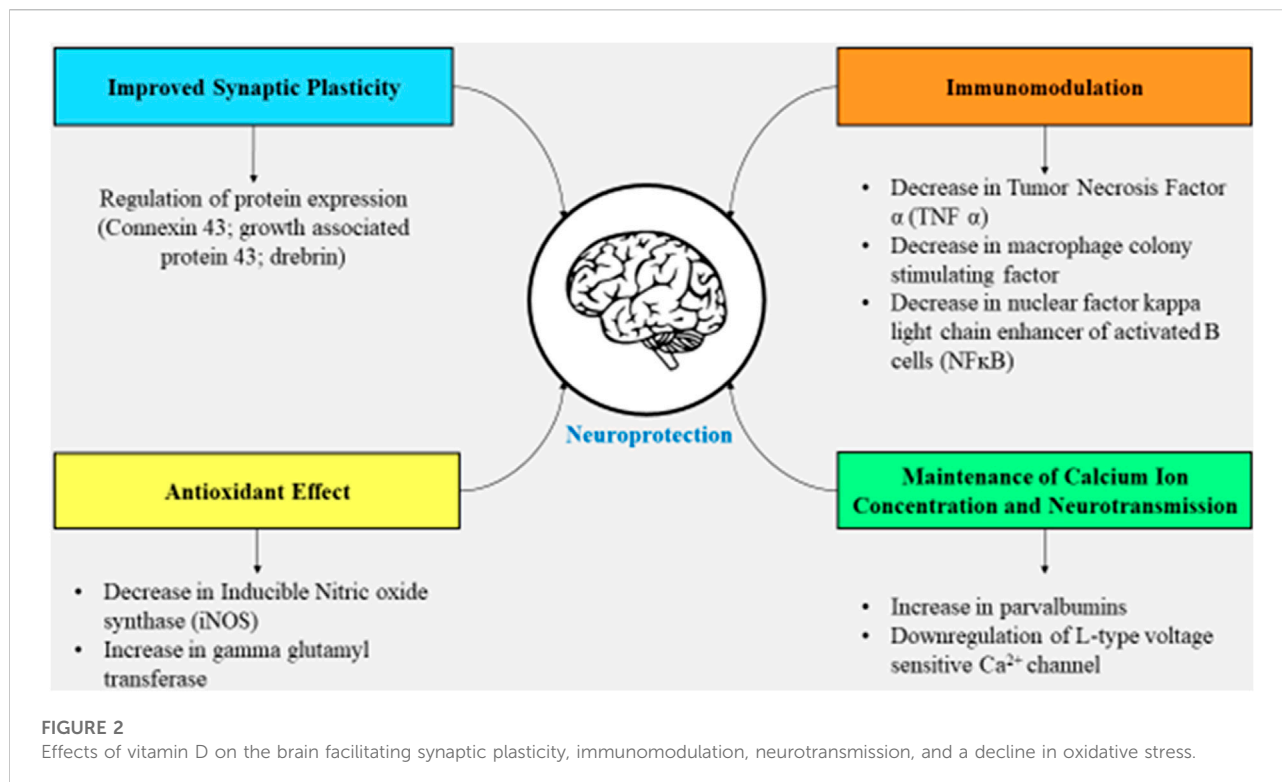 Improved Synaptic Plasticity
Regulation of protein expression
(Connexin 43; growth associated
protein 43; drebrin)
Immunomodulation
• Decrease in Tumor Necrosis Factor
α (TNF α)
• Decrease in macrophage colony
stimulating factor
• Decrease in nuclear factor kappa
light chain enhancer of activated B
cells (NFκB)
Neuroprotection
Antioxidant Effect
• Decrease in Inducible Nitric oxide
synthase (iNOS)
• Increase in gamma glutamyl
transferase
Maintenance of Calcium Ion
Concentration and Neurotransmission
• Increase in parvalbumins
• Downregulation of L-type voltage
sensitive Ca²⁺ channel
FIGURE 2
Effects of vitamin D on the brain facilitating synaptic plasticity, immunomodulation, neurotransmission, and a decline in oxidative stress.